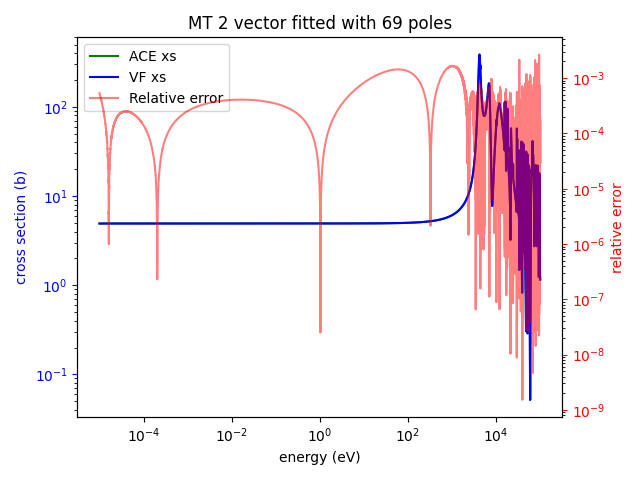 MT 2 vector fitted with 69 poles
ACE xs
VF xs
Relative error
cross section (b)
10^2
10^1
10^0
10^-1
relative error
10^-3
10^-4
10^-5
10^-6
10^-7
10^-8
10^-9
10^-4 10^-2 10^0 10^2 10^4
energy (eV)